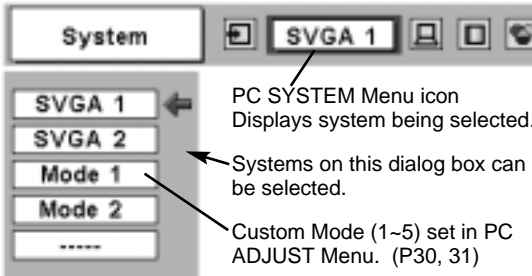 System
SVGA 1
PC SYSTEM Menu icon
Displays system being selected.
SVGA 1
SVGA 2
Mode 1
Mode 2
-----
Systems on this dialog box can
be selected.
Custom Mode (1~5) set in PC
ADJUST Menu. (P30, 31)